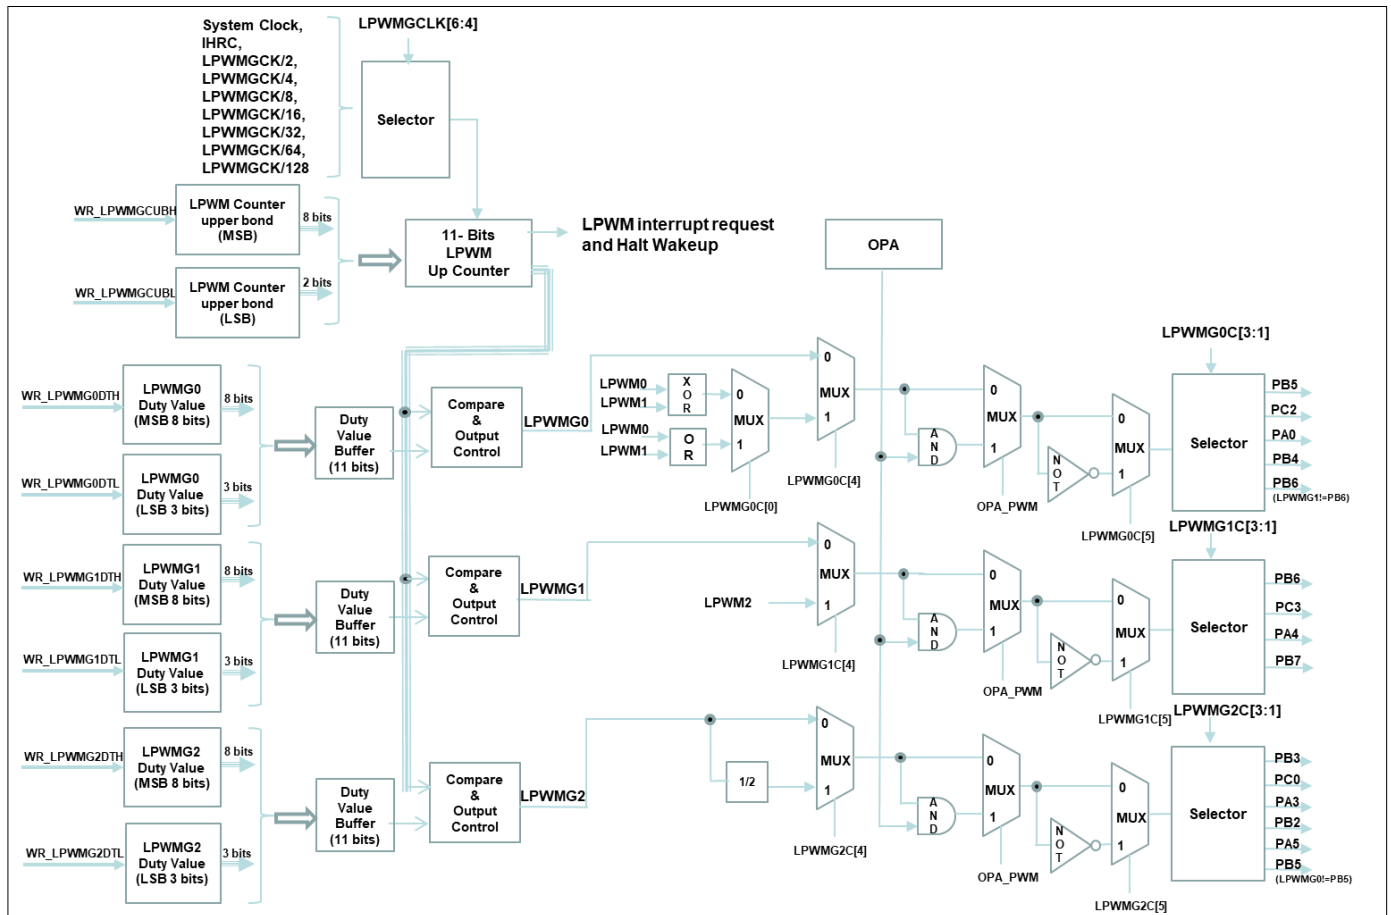 System Clock,
IHRC,
LPWMGCK/2,
LPWMGCK/4,
LPWMGCK/8,
LPWMGCK/16,
LPWMGCK/32,
LPWMGCK/64,
LPWMGCK/128
LPWMGCLK[6:4]
Selector
WR_LPWMGCUBH
LPWM Counter
upper bond
(MSB)
8 bits
WR_LPWMGCUBL
LPWM Counter
upper bond
(LSB)
2 bits
11- Bits
LPWM
Up Counter
LPWM interrupt request
and Halt Wakeup
OPA
WR_LPWMG0DTH
LPWMG0
Duty Value
(MSB 8 bits)
8 bits
WR_LPWMG0DTL
LPWMG0
Duty Value
(LSB 3 bits)
3 bits
Duty
Value
Buffer
(11 bits)
Compare
&
Output
Control
LPWMG0
LPWM0
LPWM1
XOR
LPWM0
LPWM1
OR
0
MUX
1
LPWMG0C[0]
0
MUX
1
LPWMG0C[4]
AND
0
MUX
1
OPA_PWM
NOT
0
MUX
1
LPWMG0C[5]
LPWMG0C[3:1]
Selector
PB5
PC2
PA0
PB4
PB6
(LPWMG1!=PB6)
WR_LPWMG1DTH
LPWMG1
Duty Value
(MSB 8 bits)
8 bits
WR_LPWMG1DTL
LPWMG1
Duty Value
(LSB 3 bits)
3 bits
Duty
Value
Buffer
(11 bits)
Compare
&
Output
Control
LPWMG1
LPWM2
0
MUX
1
LPWMG1C[4]
AND
0
MUX
1
OPA_PWM
NOT
0
MUX
1
LPWMG1C[5]
LPWMG1C[3:1]
Selector
PB6
PC3
PA4
PB7
WR_LPWMG2DTH
LPWMG2
Duty Value
(MSB 8 bits)
8 bits
WR_LPWMG2DTL
LPWMG2
Duty Value
(LSB 3 bits)
3 bits
Duty
Value
Buffer
(11 bits)
Compare
&
Output
Control
LPWMG2
1/2
0
MUX
1
LPWMG2C[4]
AND
0
MUX
1
OPA_PWM
NOT
0
MUX
1
LPWMG2C[5]
LPWMG2C[3:1]
Selector
PB3
PC0
PA3
PB2
PA5
PB5
(LPWMG0!=PB5)